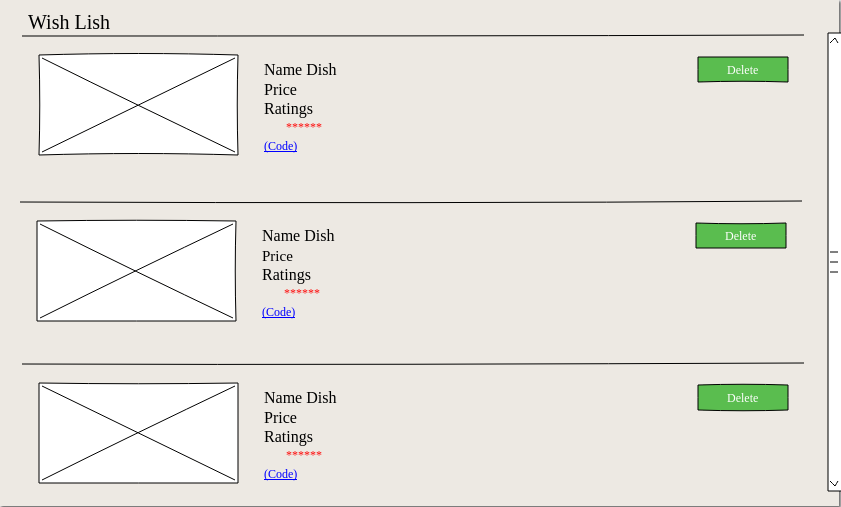 Wish Lish
Name Dish
Delete
Price
Ratings
******
(Code)
Name Dish
Delete
Price
Ratings
******
(Code)
Name Dish
Delete
Price
Ratings
******
(Code)